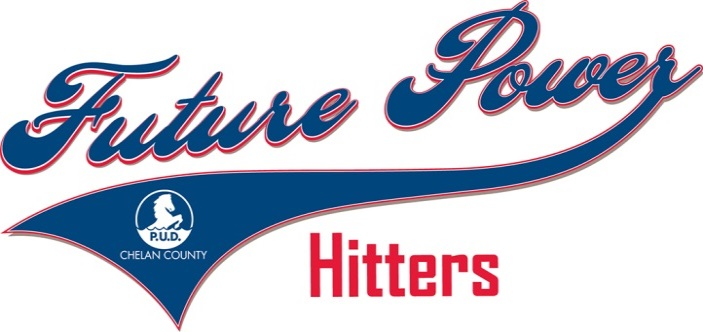 Future Power
P.U.D.
CHELAN COUNTY
Hitters